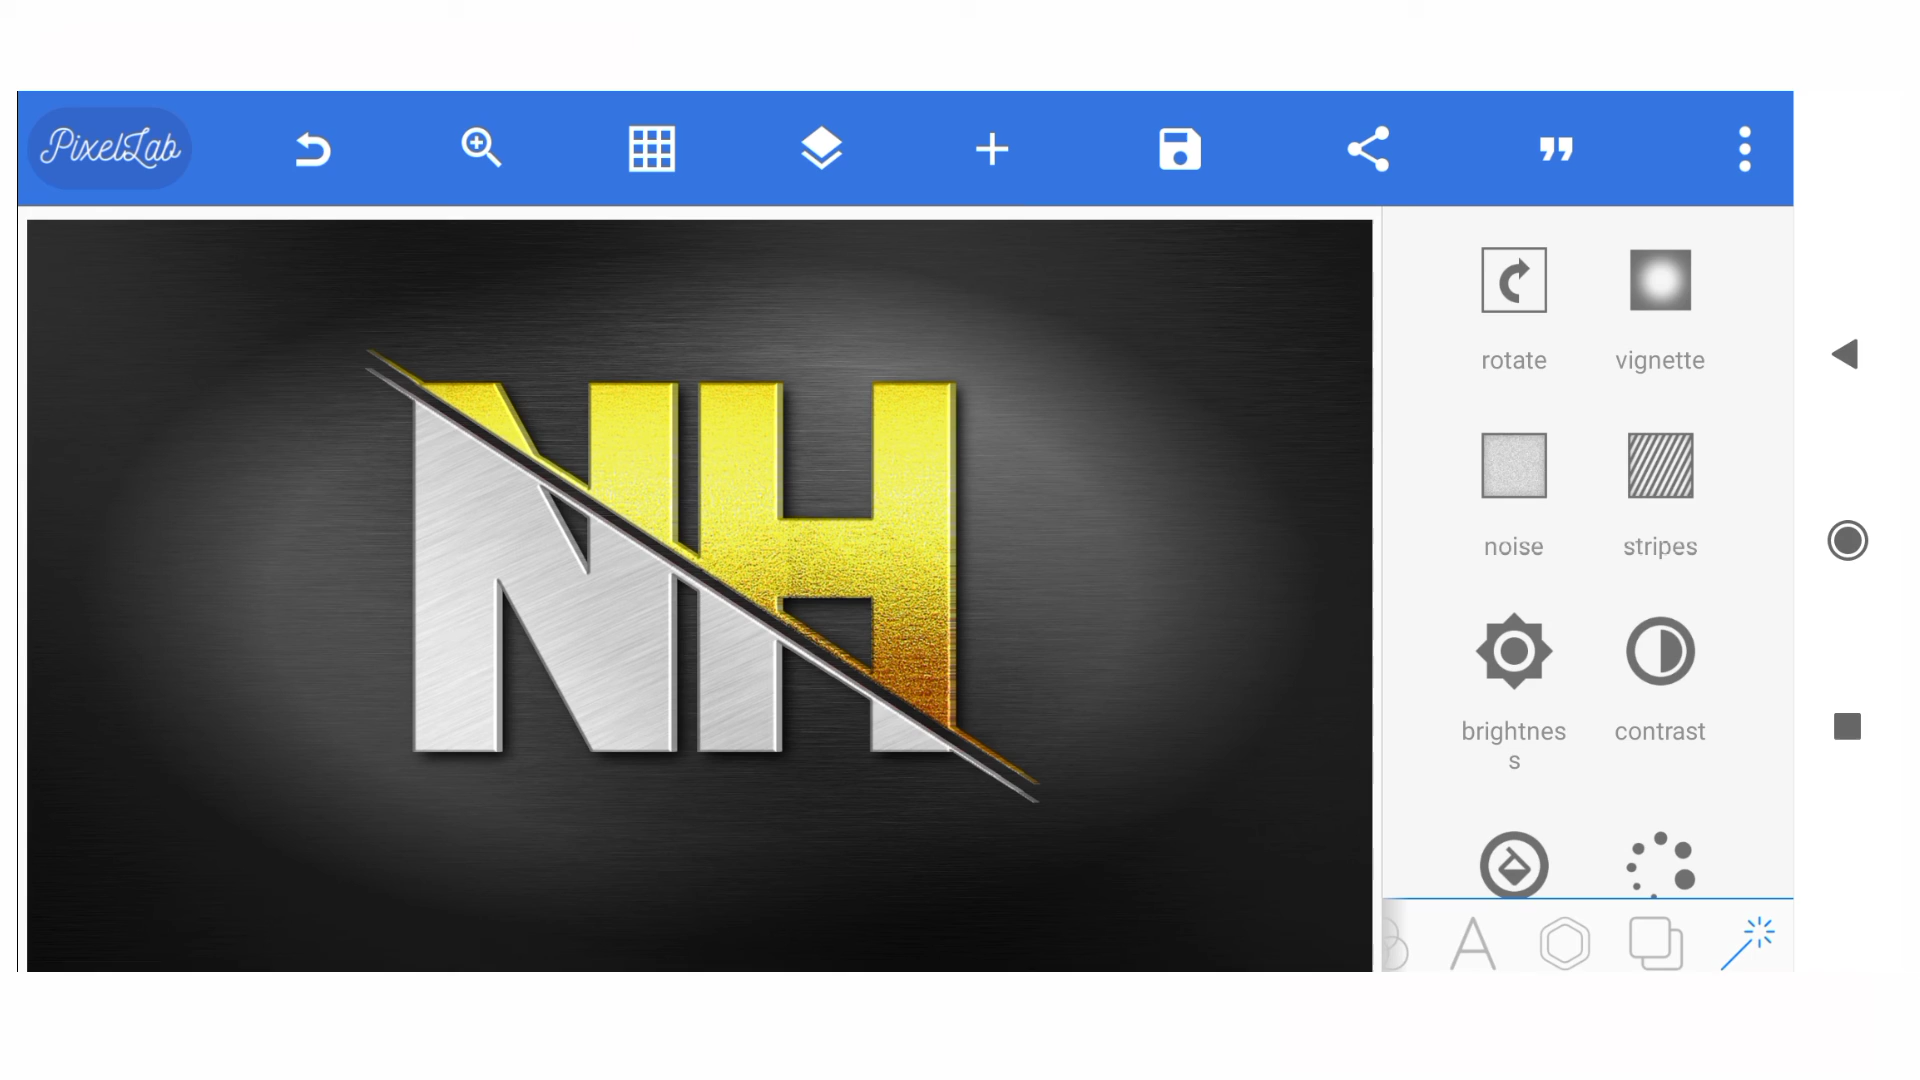 PixelLab
NH
rotate
vignette
noise
stripes
brightnes
s
contrast